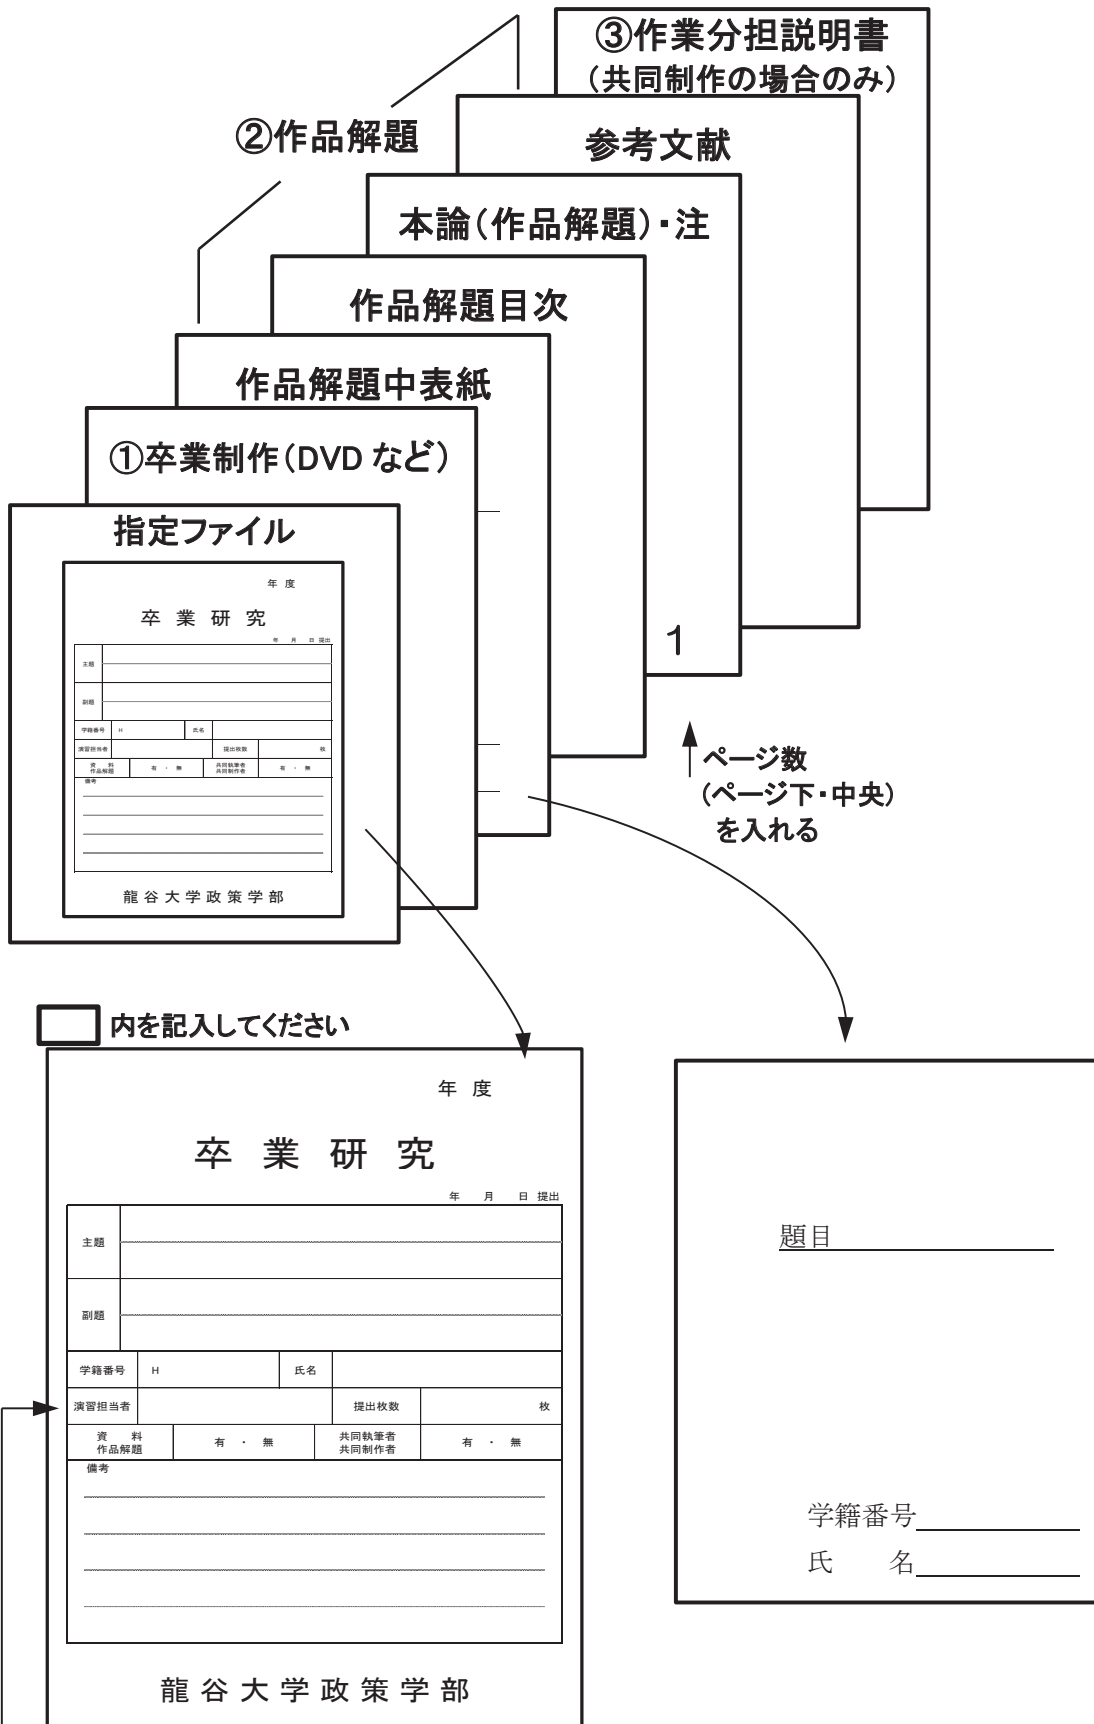 ③作業分担説明書
（共同制作の場合のみ）
②作品解題
参考文献
本論（作品解題）・注
作品解題目次
作品解題中表紙
①卒業制作（DVD など）
指定ファイル
年 度
卒 業 研 究
年 月 日 提出
主題
副題
学籍番号 H 氏名
演習担当者 提出枚数 枚
資 料 作品解題 有 ・ 無 共同執筆者 共同制作者 有 ・ 無
備考
龍谷大学政策学部
1
ページ数
（ページ下・中央）
を入れる
内を記入してください
年 度
卒 業 研 究
年 月 日 提出
主題
副題
学籍番号 H 氏名
演習担当者 提出枚数 枚
資 料 有 ・ 無 共同執筆者 有 ・ 無
作品解題 共同制作者
備考
龍谷大学政策学部
題目
学籍番号
氏 名